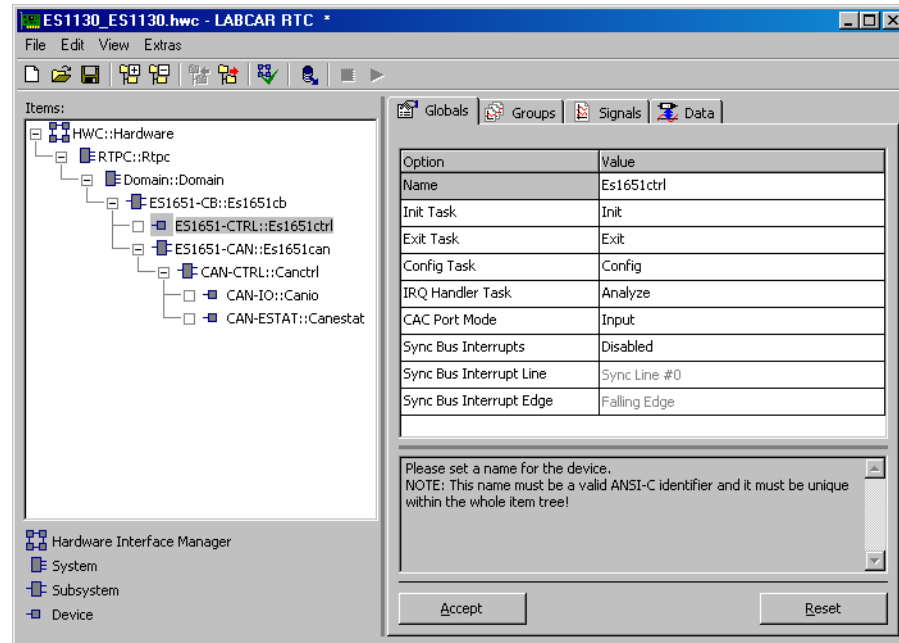 ES1130_ES1130.hwc - LABCAR RTC *
File Edit View Extras
Items:
HWC::Hardware
RTPC::Rtpc
Domain::Domain
ES1651-CB::Es1651cb
ES1651-CTRL::Es1651ctrl
ES1651-CAN::Es1651can
CAN-CTRL::Canctrl
CAN-IO::Canio
CAN-ESTAT::Canestat
Hardware Interface Manager
System
Subsystem
Device
Globals Groups Signals Data
Option Value
Name Es1651ctrl
Init Task Init
Exit Task Exit
Config Task Config
IRQ Handler Task Analyze
CAC Port Mode Input
Sync Bus Interrupts Disabled
Sync Bus Interrupt Line Sync Line #0
Sync Bus Interrupt Edge Falling Edge
Please set a name for the device.
NOTE: This name must be a valid ANSI-C identifier and it must be unique
within the whole item tree!
Accept Reset